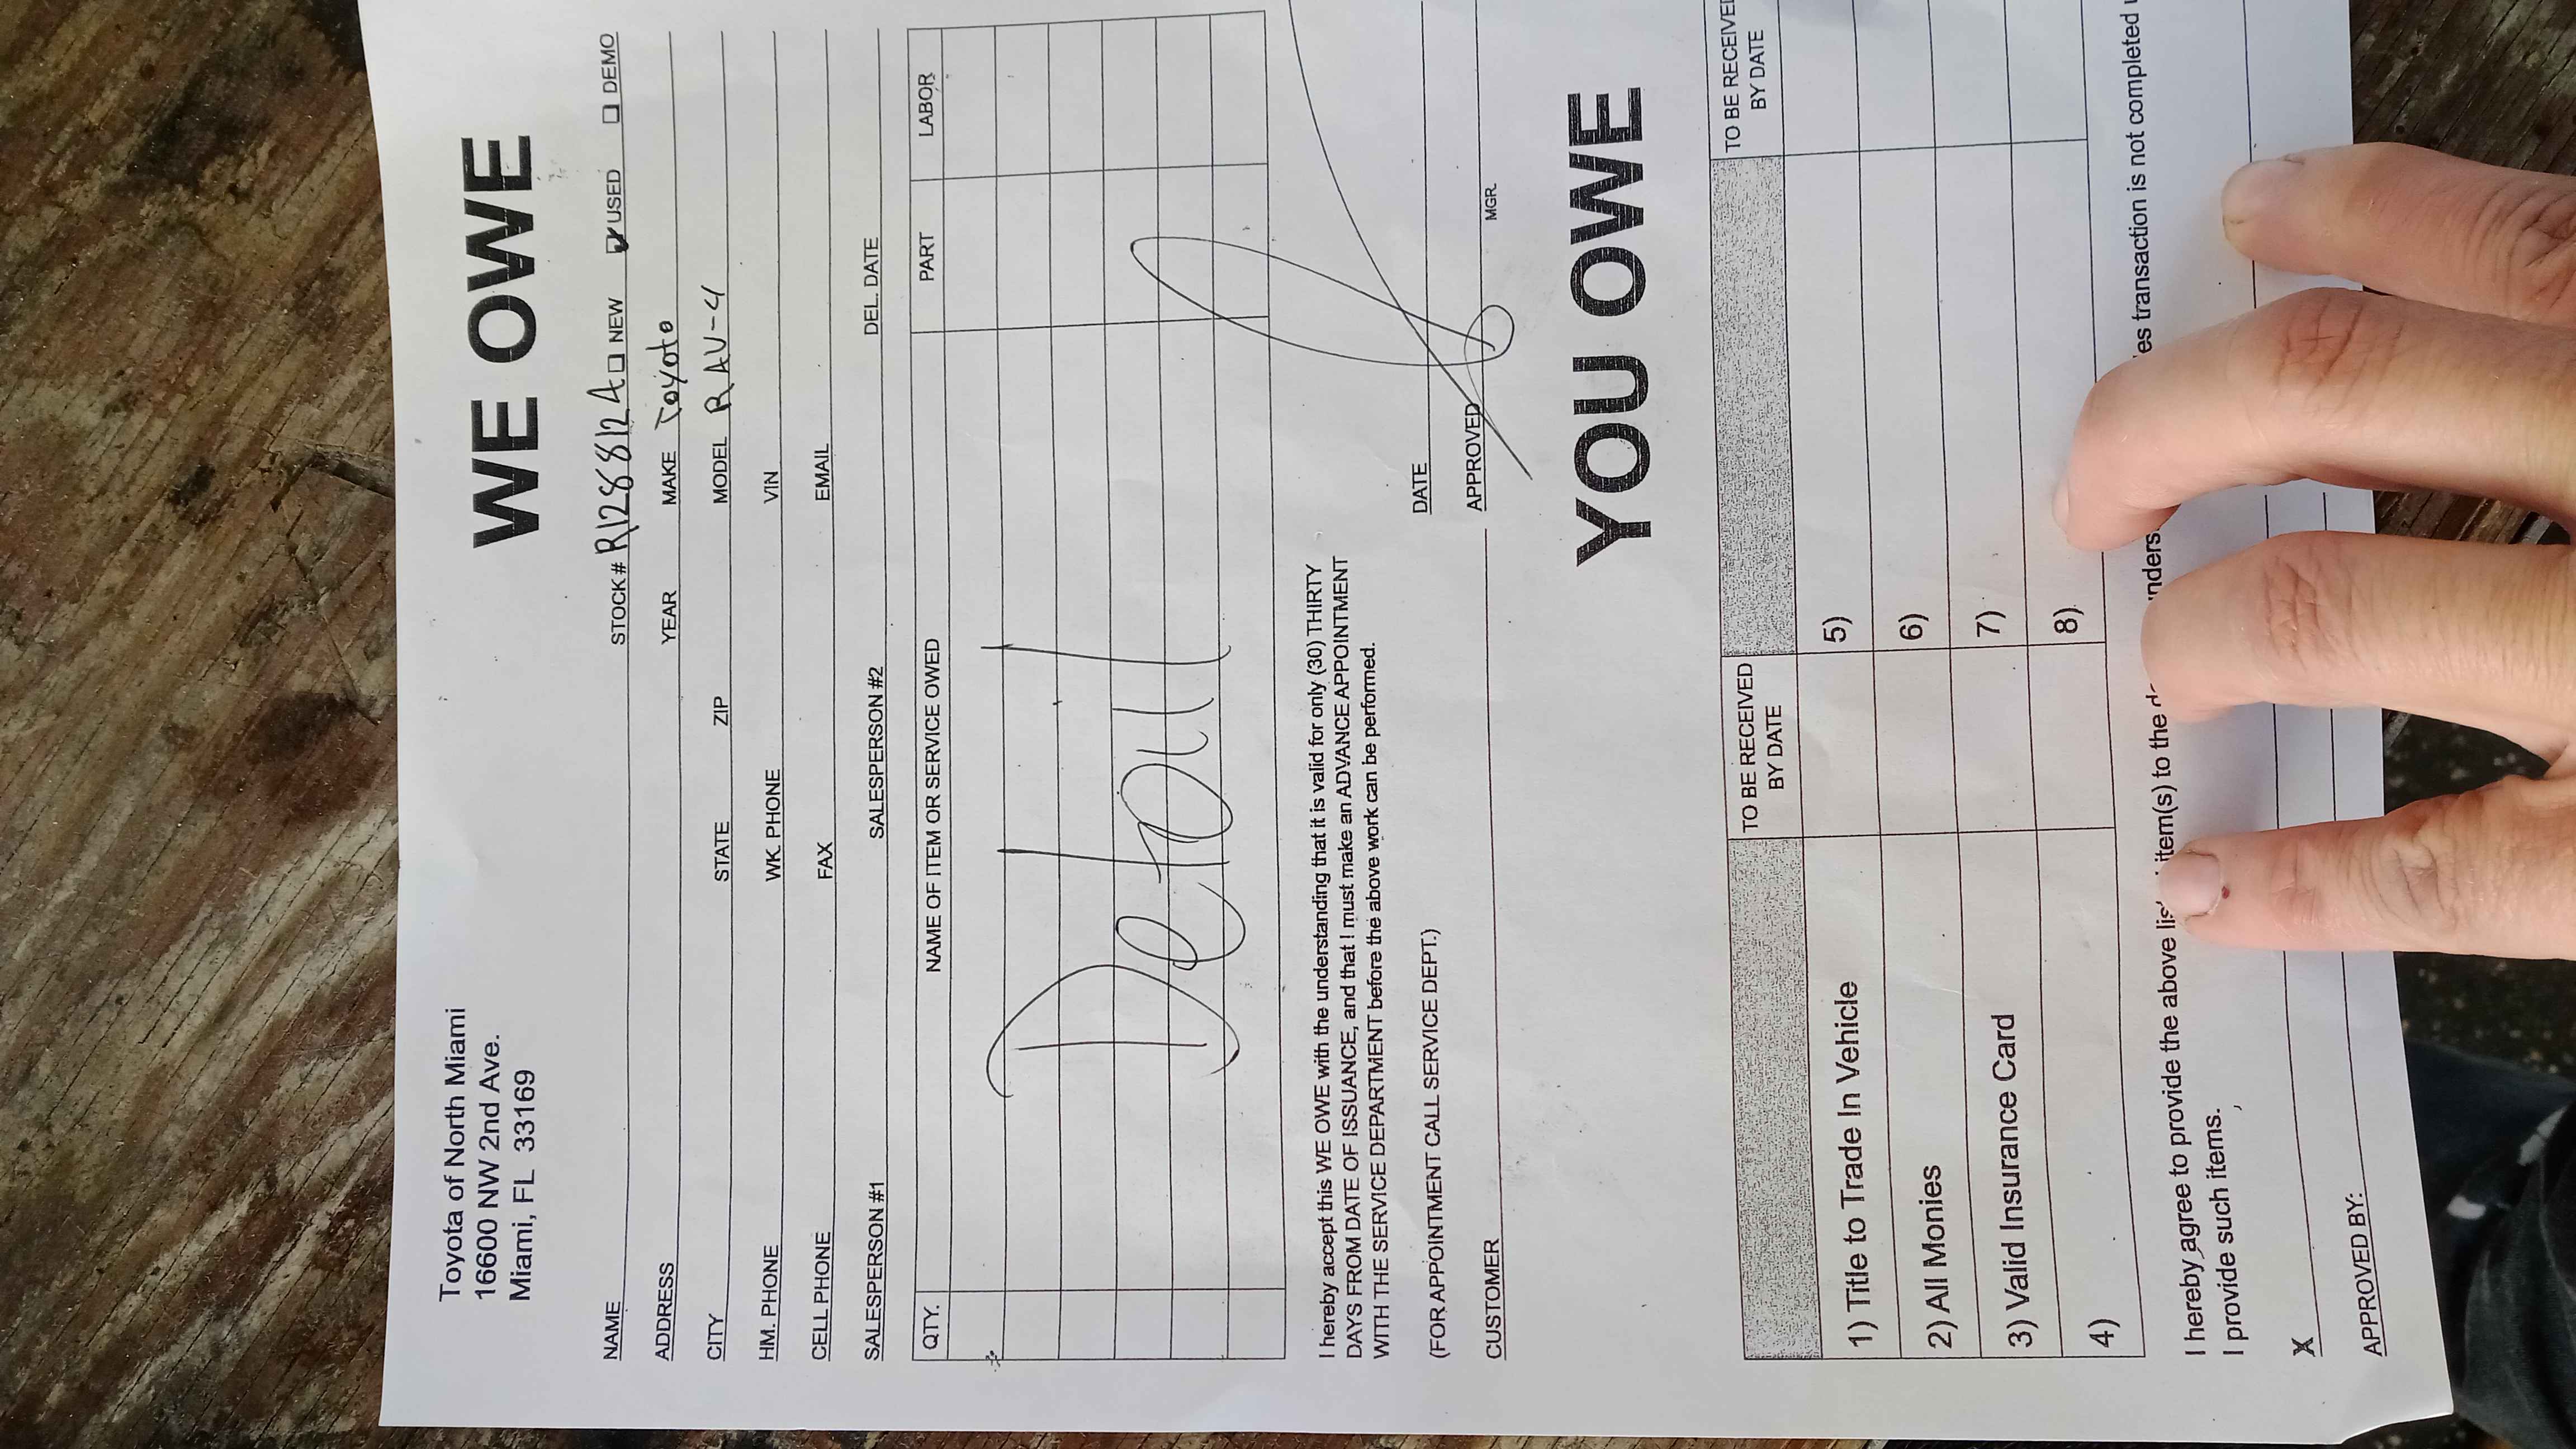 Toyota of North Miami
16600 NW 2nd Ave.
Miami, FL 33169
WE OWE
NAME STOCK# R128812A ☐ NEW ☑ USED ☐ DEMO
ADDRESS YEAR MAKE Toyota
CITY STATE ZIP MODEL RAV-4
HM. PHONE WK. PHONE VIN
CELL PHONE FAX EMAIL
SALESPERSON #1 SALESPERSON #2 DEL. DATE
QTY. NAME OF ITEM OR SERVICE OWED PART LABOR
Detail
I hereby accept this WE OWE with the understanding that it is valid for only (30) THIRTY
DAYS FROM DATE OF ISSUANCE, and that I must make an ADVANCE APPOINTMENT
WITH THE SERVICE DEPARTMENT before the above work can be performed.
DATE
(FOR APPOINTMENT CALL SERVICE DEPT.)
CUSTOMER APPROVED MGR.
YOU OWE
TO BE RECEIVED BY DATE TO BE RECEIVED BY DATE
1) Title to Trade In Vehicle 5)
2) All Monies 6)
3) Valid Insurance Card 7)
4) 8)
I hereby agree to provide the above item(s) to the transaction is not completed
I provide such items.
X
APPROVED BY: